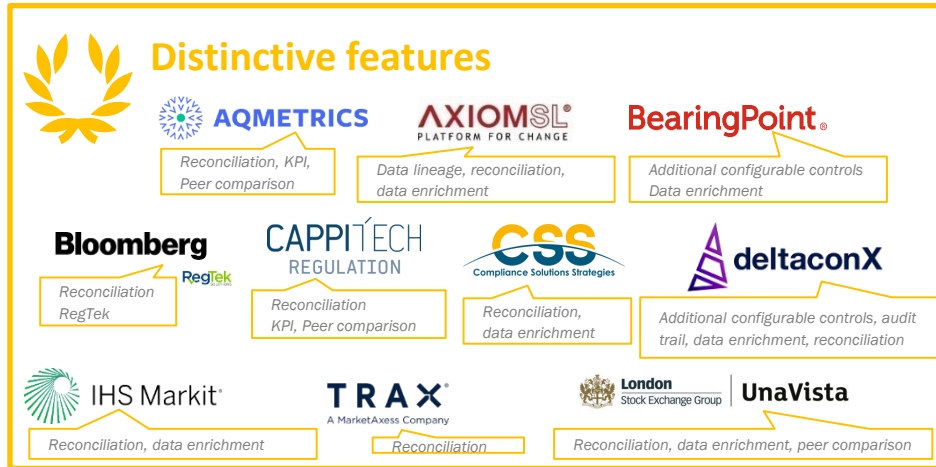 Distinctive features
AQMETRICS
AXIOMSL®
PLATFORM FOR CHANGE
BearingPoint®
Reconciliation, KPI,
Peer comparison
Data lineage, reconciliation,
data enrichment
Additional configurable controls
Data enrichment
Bloomberg
RegTek
CAPPITECH
REGULATION
CSS
Compliance Solutions Strategies
deltaconX
Reconciliation
RegTek
Reconciliation
KPI, Peer comparison
Reconciliation,
data enrichment
Additional configurable controls, audit
trail, data enrichment, reconciliation
IHS Markit®
TRAX®
A MarketAxess Company
London
Stock Exchange Group
UnaVista
Reconciliation, data enrichment
Reconciliation
Reconciliation, data enrichment, peer comparison